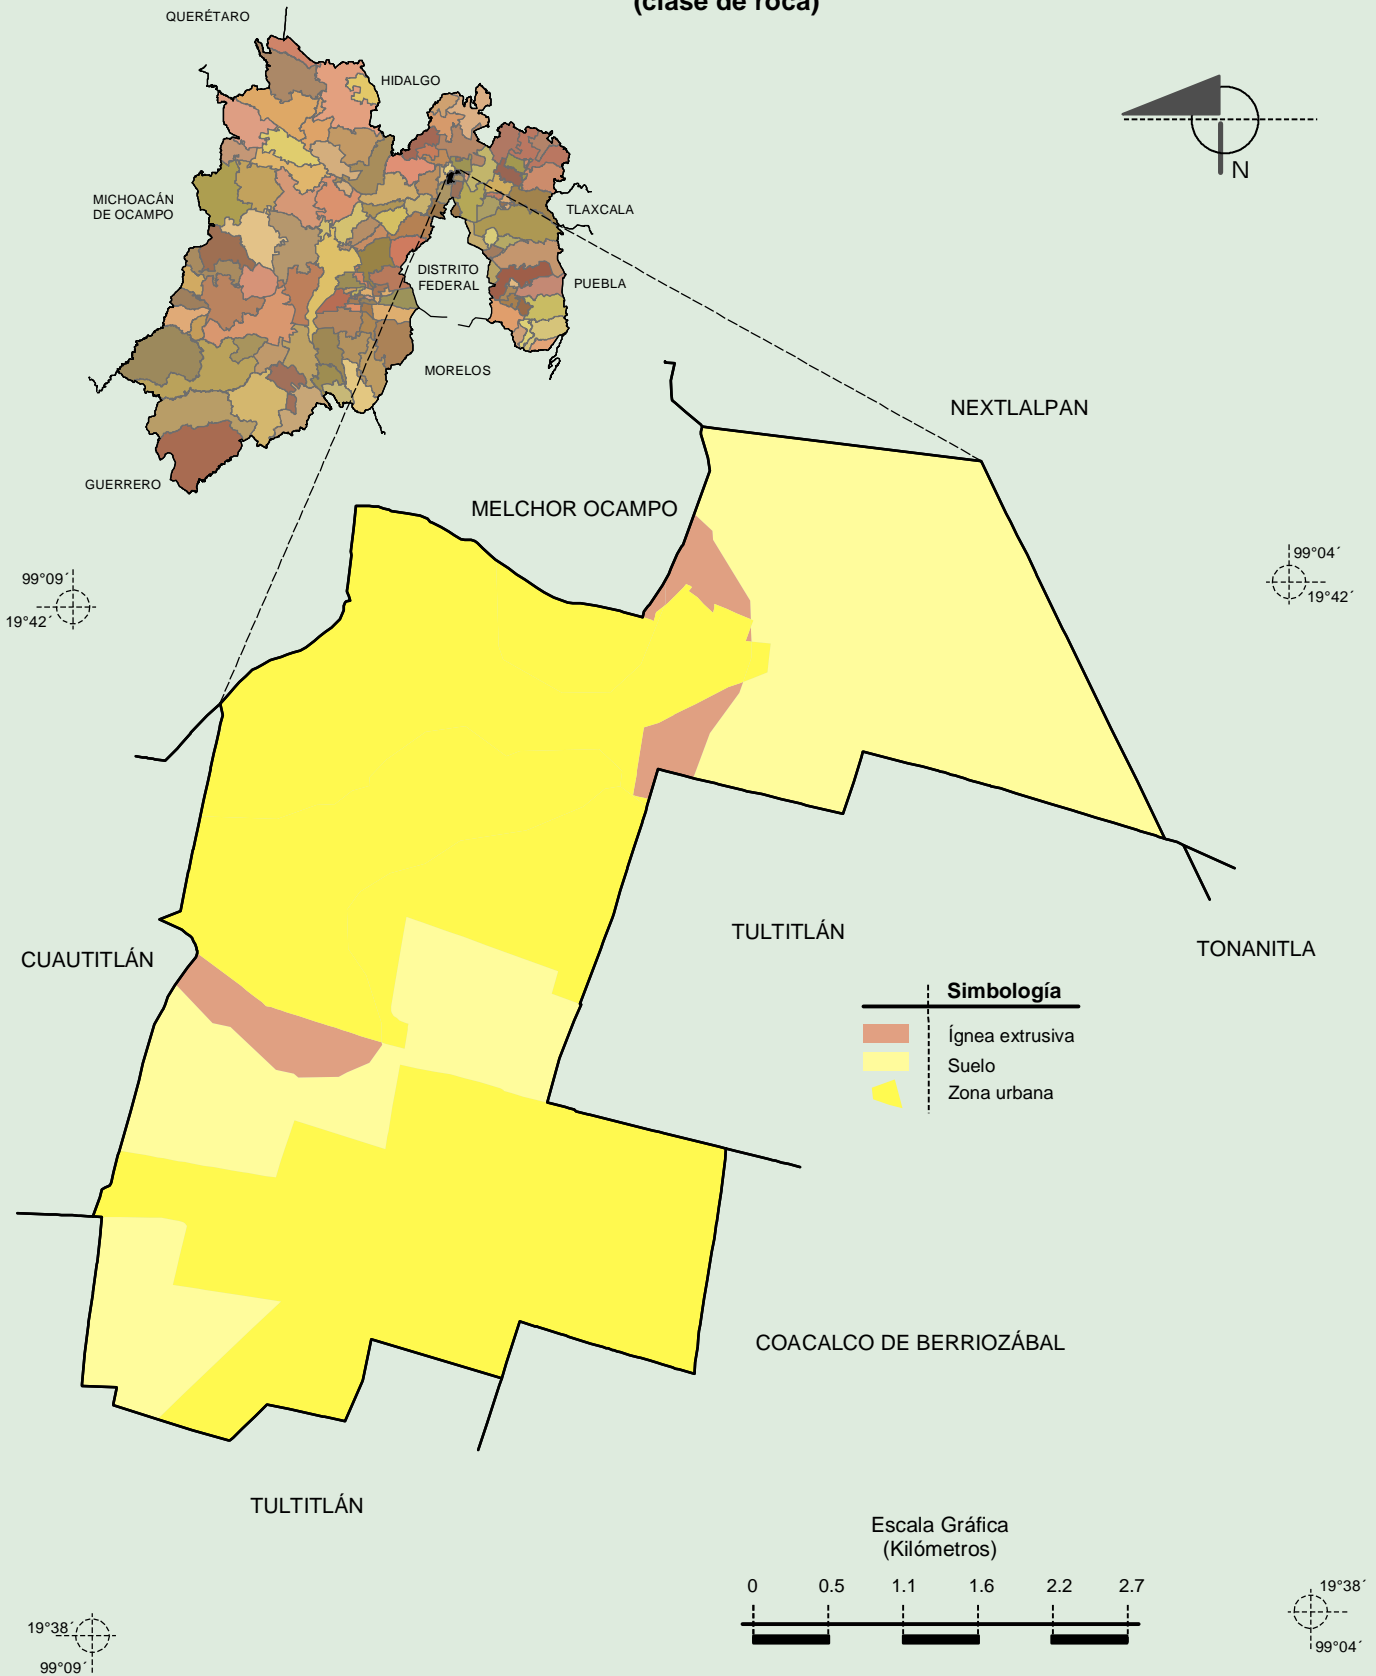 (clase de roca)
QUERÉTARO
HIDALGO
N
MICHOACÁN
DE OCAMPO
TLAXCALA
DISTRITO
FEDERAL
PUEBLA
MORELOS
NEXTLALPAN
GUERRERO
MELCHOR OCAMPO
99°09´
19°42´
99°04´
19°42´
CUAUTITLÁN
TULTITLÁN
TONANITLA
Simbología
Ígnea extrusiva
Suelo
Zona urbana
COACALCO DE BERRIOZÁBAL
TULTITLÁN
Escala Gráfica
(Kilómetros)
0 0.5 1.1 1.6 2.2 2.7
19°38´
99°09´
19°38´
99°04´